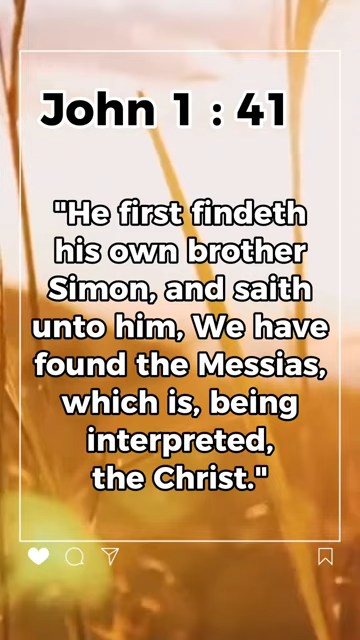 John 1 : 41
"He first findeth
his own brother
Simon, and saith
unto him, We have
found the Messias,
which is, being
interpreted,
the Christ."